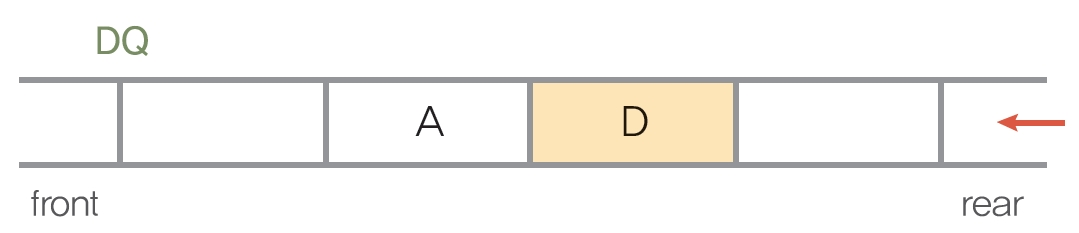 DQ
A D
front rear